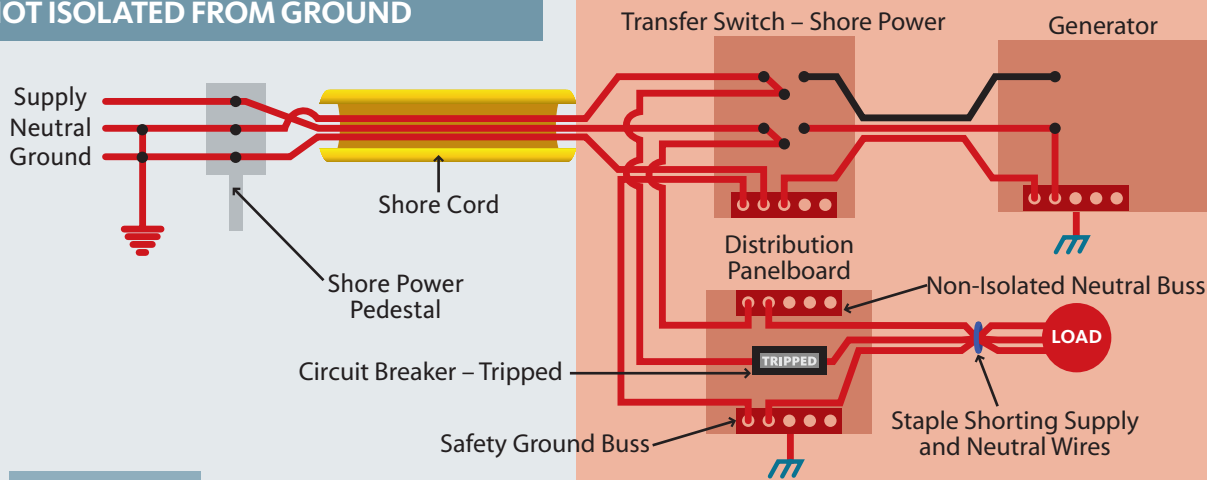 NOT ISOLATED FROM GROUND
Transfer Switch – Shore Power
Generator
Supply
Neutral
Ground
Shore Cord
Shore Power
Pedestal
Distribution
Panelboard
Non-Isolated Neutral Buss
LOAD
TRIPPED
Circuit Breaker – Tripped
Staple Shorting Supply
and Neutral Wires
Safety Ground Buss